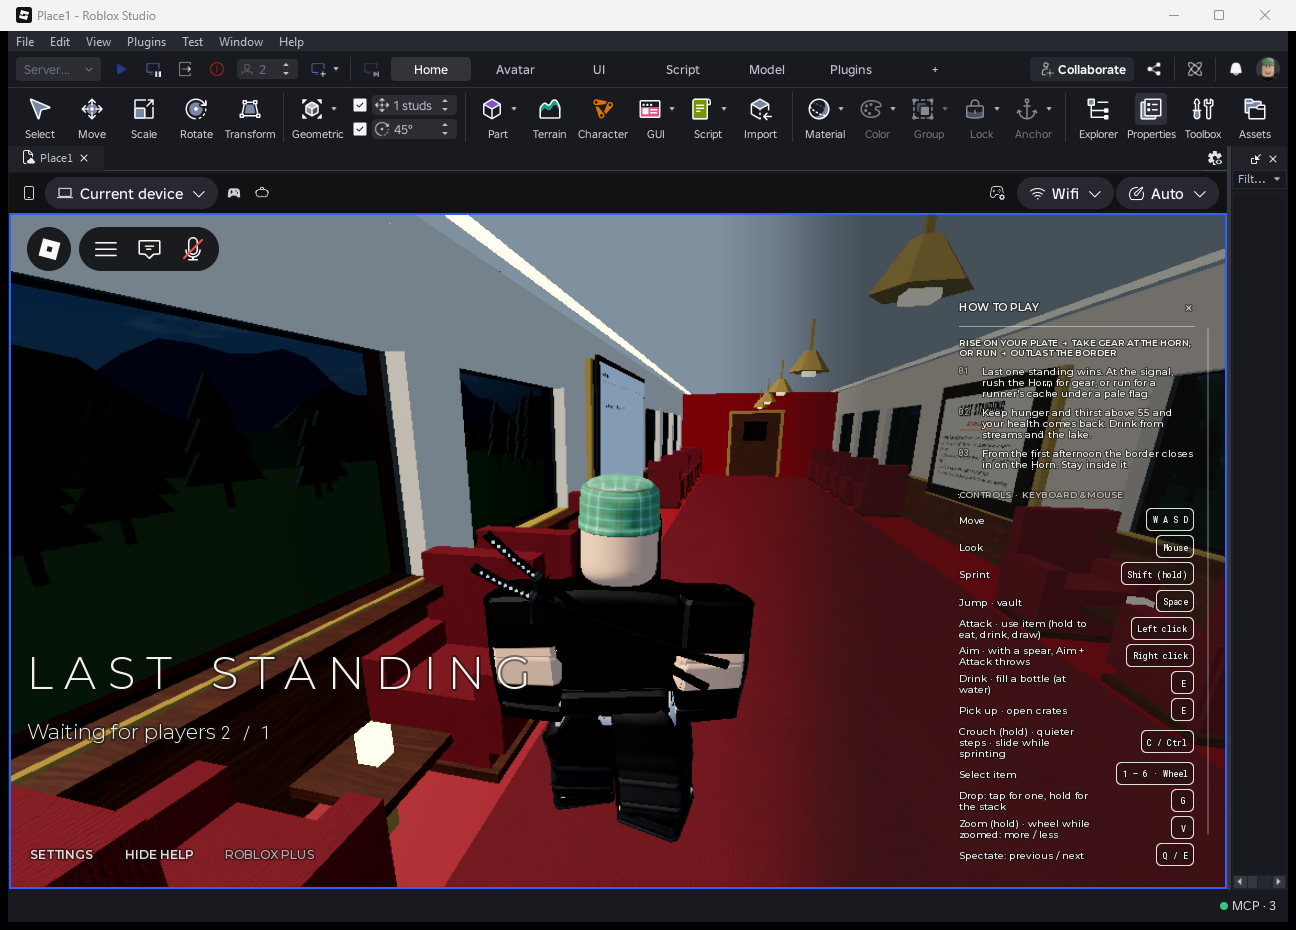 Place1 - Roblox Studio
File Edit View Plugins Test Window Help
Server... 2 Home Avatar UI Script Model Plugins + Collaborate
Select Move Scale Rotate Transform Geometric 1 studs 45° Part Terrain Character GUI Script Import Material Color Group Lock Anchor Explorer Properties Toolbox Assets
Place1
Filt...
Current device Wifi Auto
HOW TO PLAY
RISE ON YOUR PLATE → TAKE GEAR AT THE HORN,
OR RUN → OUTLAST THE BORDER
01 Last one standing wins. At the signal,
rush the Horn for gear, or run for a
runner's cache under a pale flag.
02 Keep hunger and thirst above 55 and
your health comes back. Drink from
streams and the lake.
03 From the first afternoon the border closes
in on the Horn. Stay inside it.
CONTROLS · KEYBOARD & MOUSE
Move W A S D
Look Mouse
Sprint Shift (hold)
Jump · vault Space
Attack · use item (hold to
eat, drink, draw) Left click
Aim · with a spear, Aim +
Attack throws Right click
Drink · fill a bottle (at
water) E
Pick up · open crates E
Crouch (hold) · quieter
steps · slide while
sprinting C / Ctrl
Select item 1 – 6 · Wheel
Drop: tap for one, hold for
the stack G
Zoom (hold) · wheel while
zoomed: more / less V
Spectate: previous / next Q / E
LAST STANDING
Waiting for players 2 / 1
SETTINGS HIDE HELP ROBLOX PLUS
MCP · 3